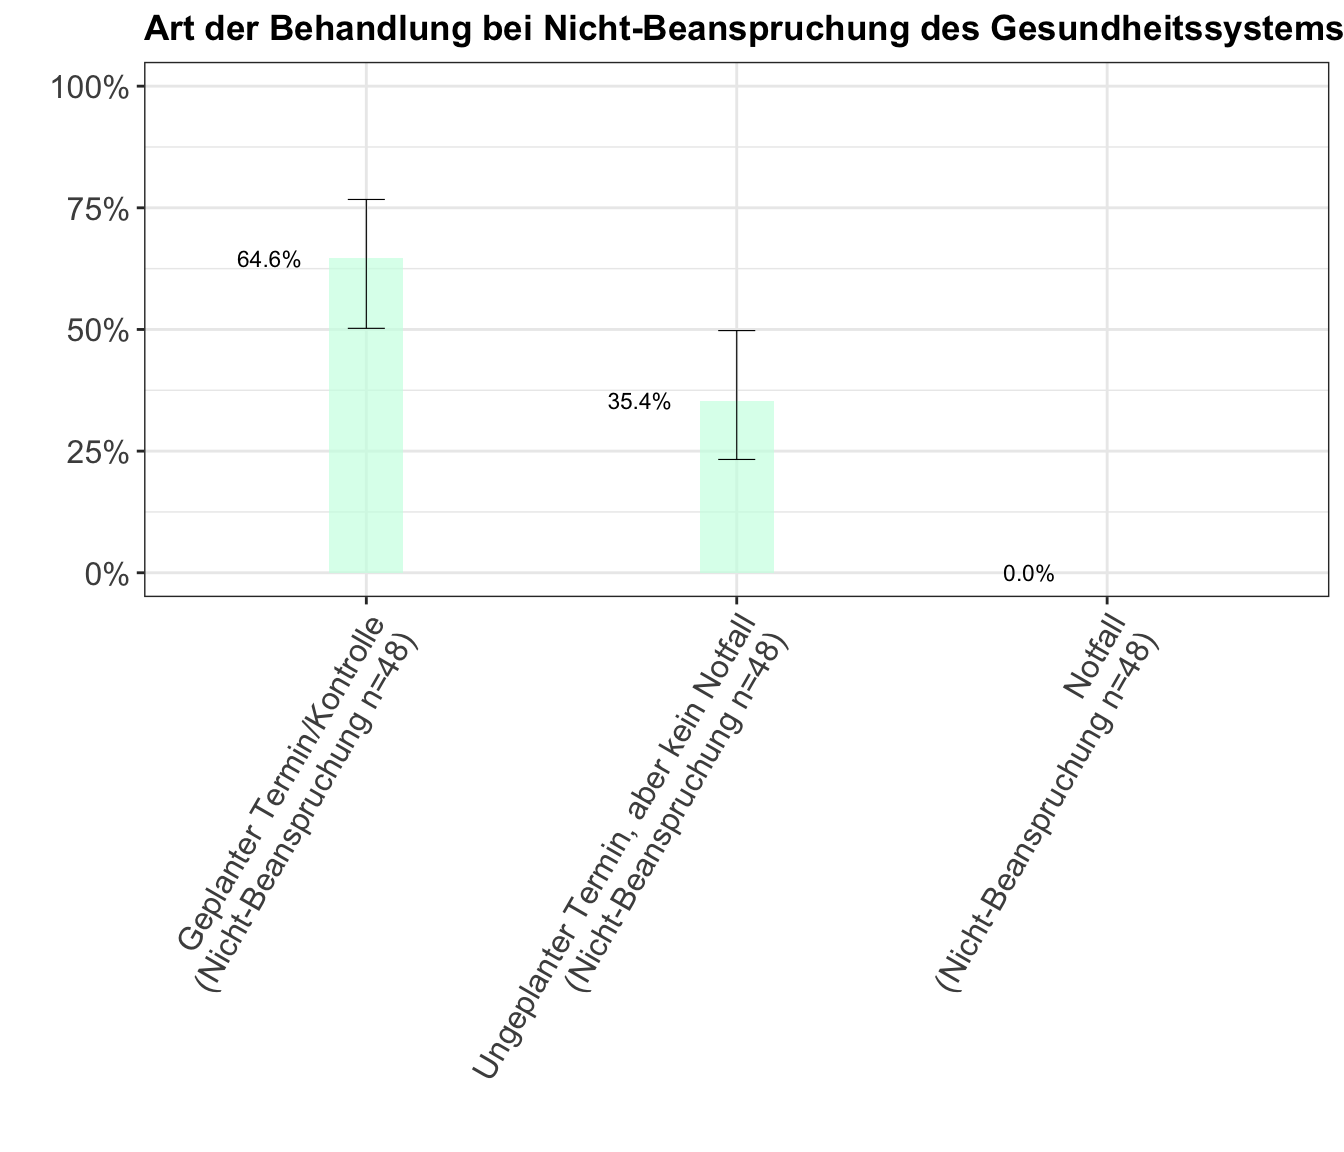 Art der Behandlung bei Nicht-Beanspruchung des Gesundheitssystems
100%
75%
50%
25%
0%
64.6%
35.4%
0.0%
Geplanter Termin/Kontrolle
(Nicht-Beanspruchung n=48)
Ungeplanter Termin, aber kein Notfall
(Nicht-Beanspruchung n=48)
Notfall
(Nicht-Beanspruchung n=48)